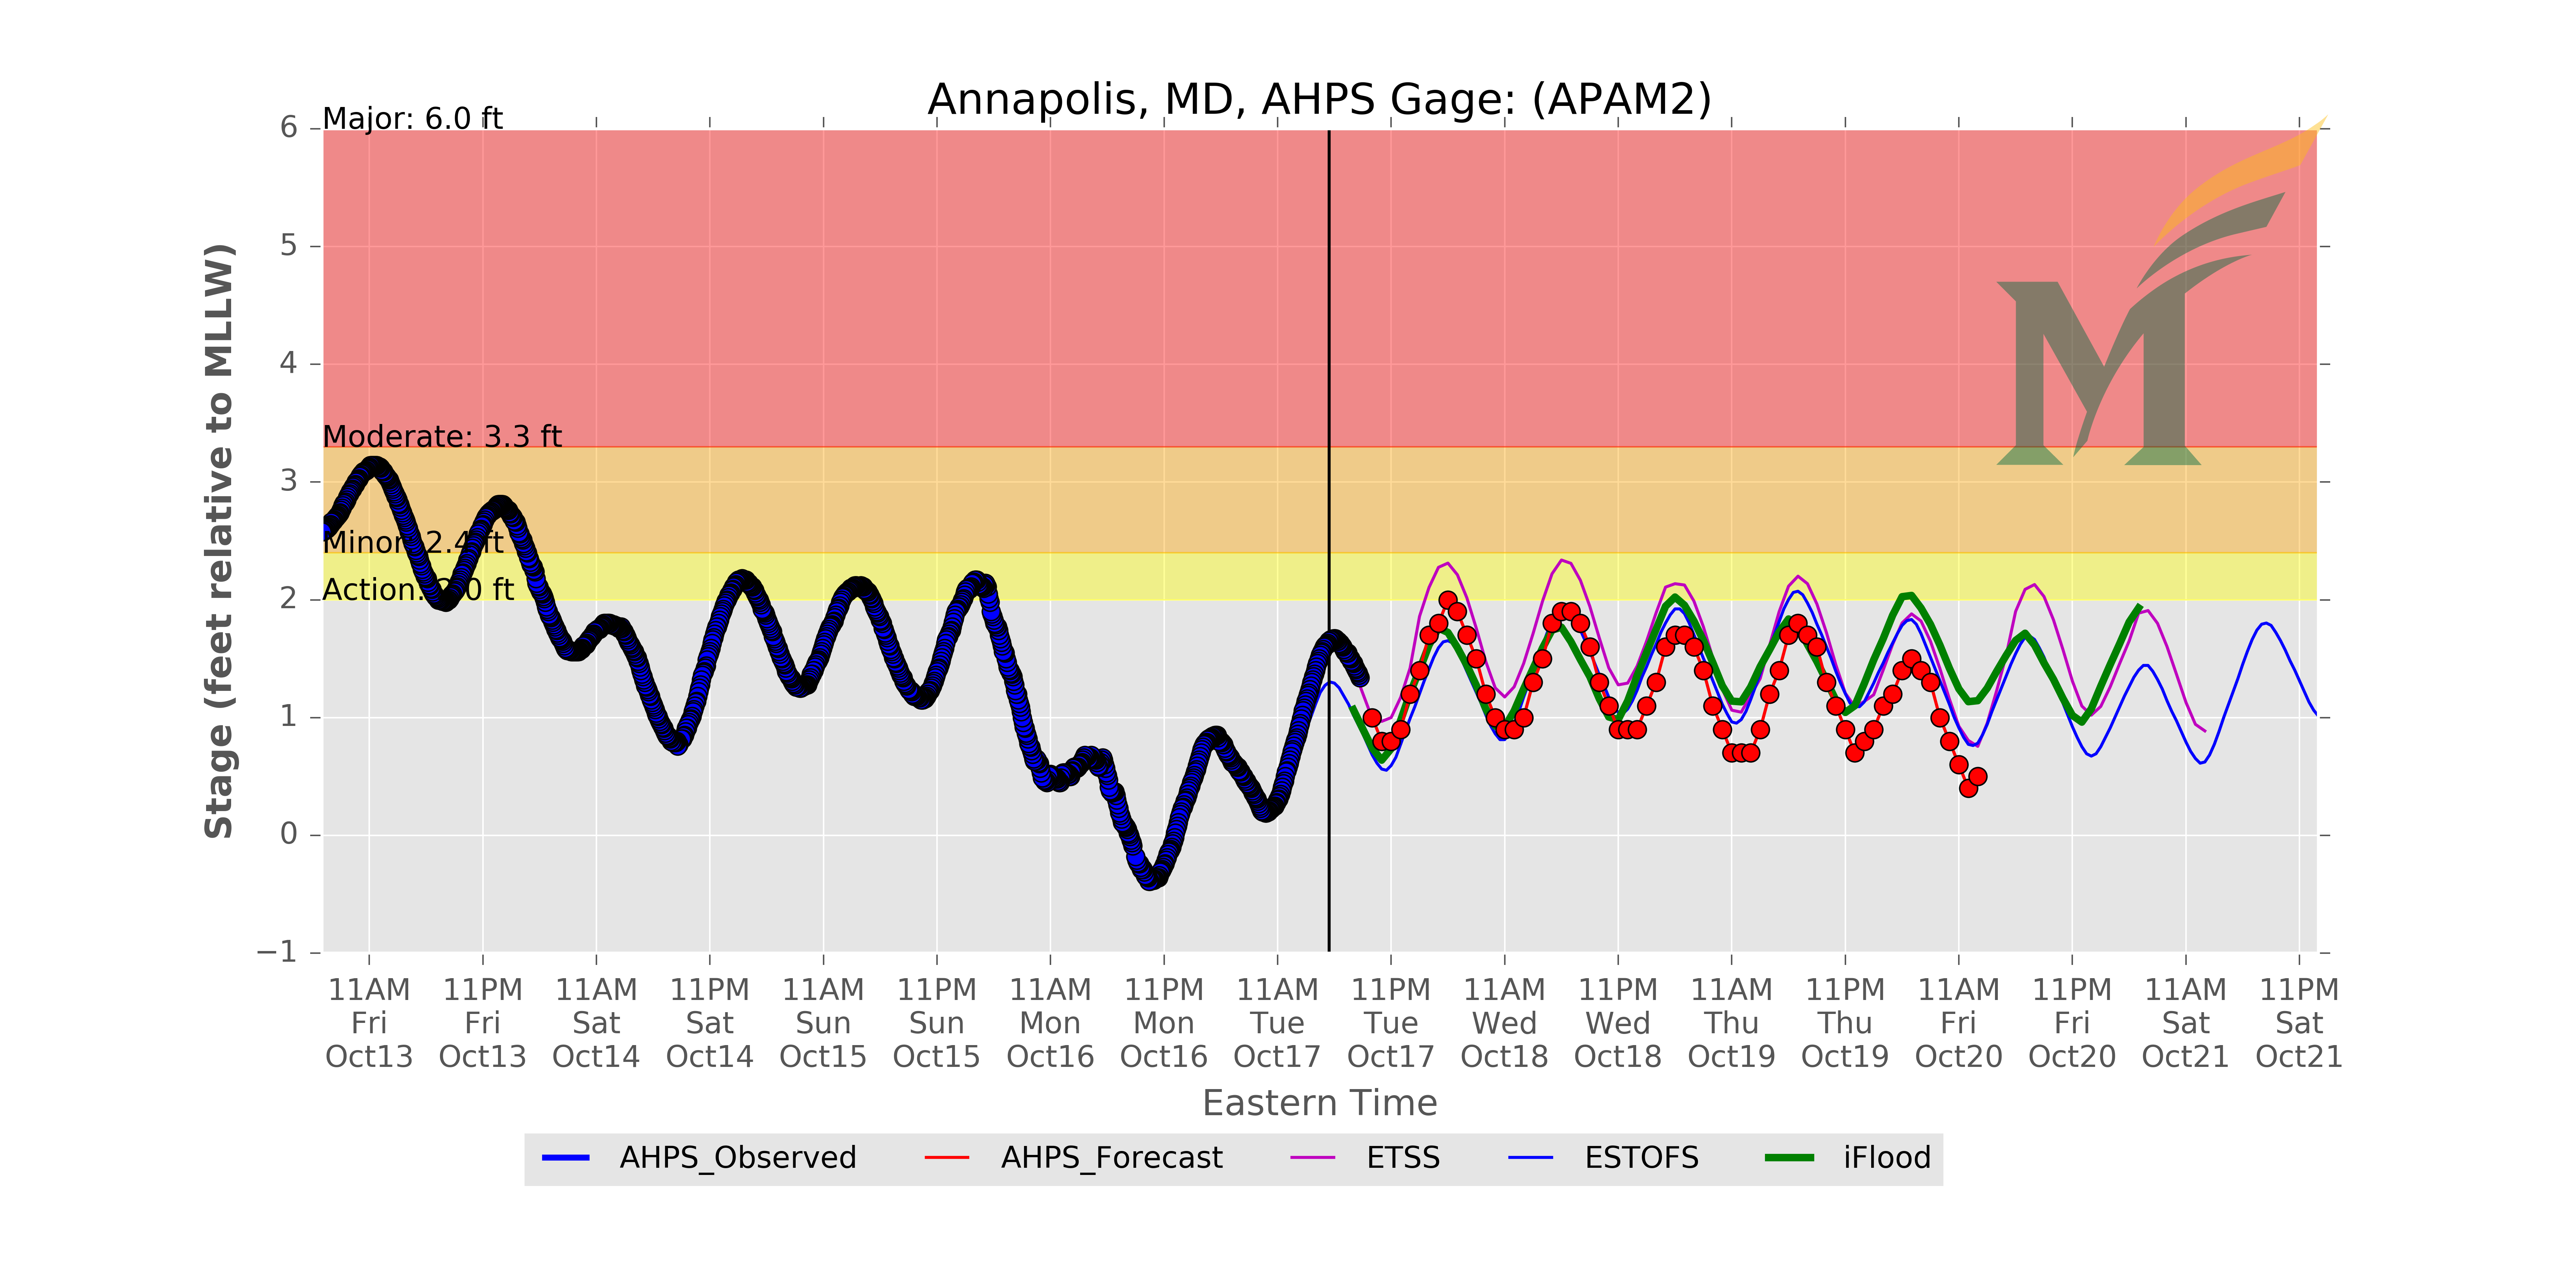 Annapolis, MD, AHPS Gage: (APAM2)
Major: 6.0 ft
Moderate: 3.3 ft
Minor: 2.4 ft
Action: 2.0 ft
Stage (feet relative to MLLW)
6
5
4
3
2
1
0
−1
11AM 11PM 11AM 11PM 11AM 11PM 11AM 11PM 11AM 11PM 11AM 11PM 11AM 11PM 11AM 11PM 11AM 11PM
Fri Fri Sat Sat Sun Sun Mon Mon Tue Tue Wed Wed Thu Thu Fri Fri Sat Sat
Oct13 Oct13 Oct14 Oct14 Oct15 Oct15 Oct16 Oct16 Oct17 Oct17 Oct18 Oct18 Oct19 Oct19 Oct20 Oct20 Oct21 Oct21
Eastern Time
AHPS_Observed AHPS_Forecast ETSS ESTOFS iFlood